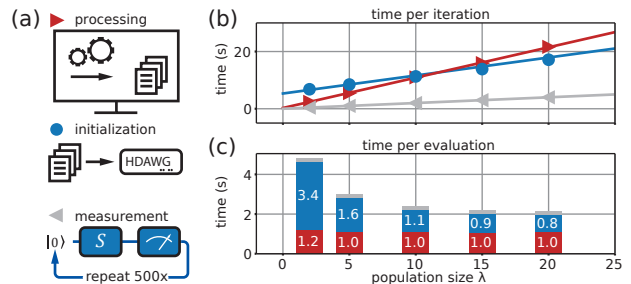 (a)
processing
initialization
HDAWG
measurement
|0⟩
S
repeat 500x
(b)
time per iteration
time (s)
20
0
(c)
time per evaluation
time (s)
4
2
0
3.4
1.6
1.1
0.9
0.8
1.2
1.0
1.0
1.0
1.0
0
5
10
15
20
25
population size λ